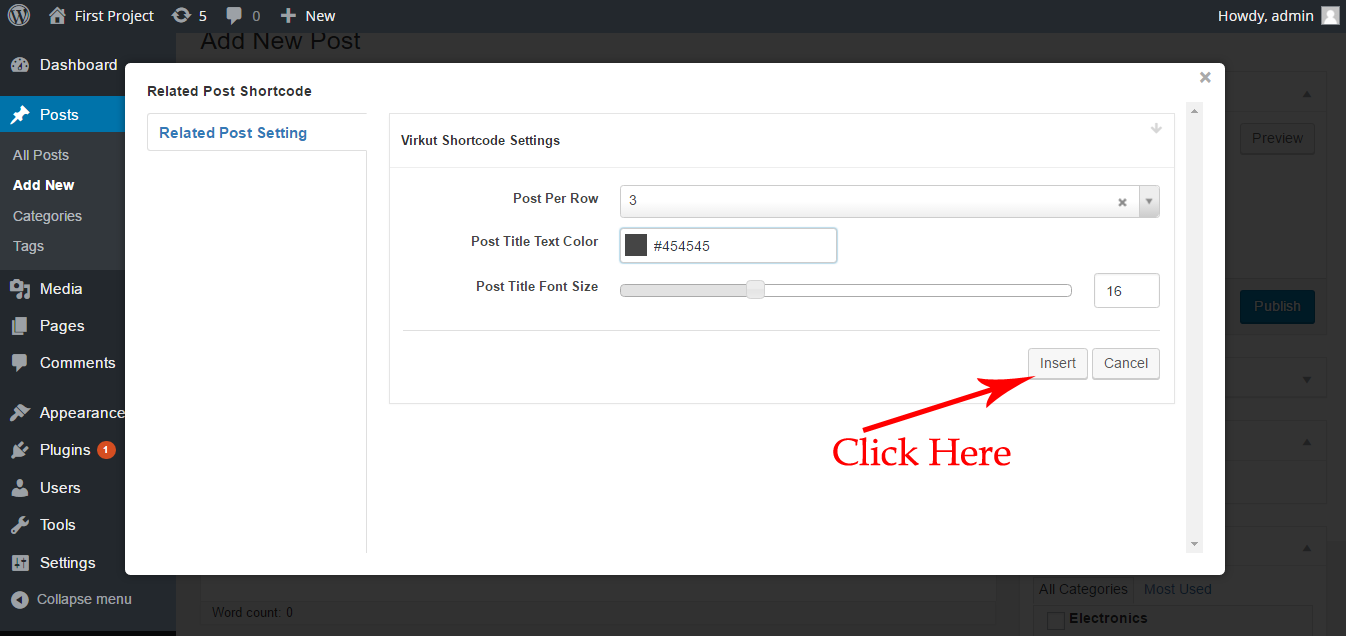 First Project 5 0 New Howdy, admin
Add New Post
Dashboard
Posts
All Posts
Add New
Categories
Tags
Media
Pages
Comments
Appearance
Plugins 1
Users
Tools
Settings
Collapse menu
Related Post Shortcode
Related Post Setting
Virkut Shortcode Settings
Post Per Row 3
Post Title Text Color #454545
Post Title Font Size 16
Insert Cancel
Click Here
Preview
Publish
Word count: 0
All Categories Most Used
Electronics